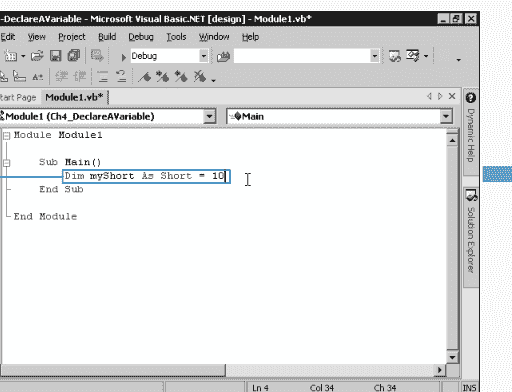 -DeclareAVariable - Microsoft Visual Basic.NET [design] - Module1.vb*
Edit View Project Build Debug Tools Window Help
Debug
tart Page Module1.vb*
Module1 (Ch4_DeclareAVariable) Main
Module Module1
Sub Main()
Dim myShort As Short = 10
End Sub
End Module
Dynamic Help
Solution Explorer
Ln 4 Col 34 Ch 34 INS